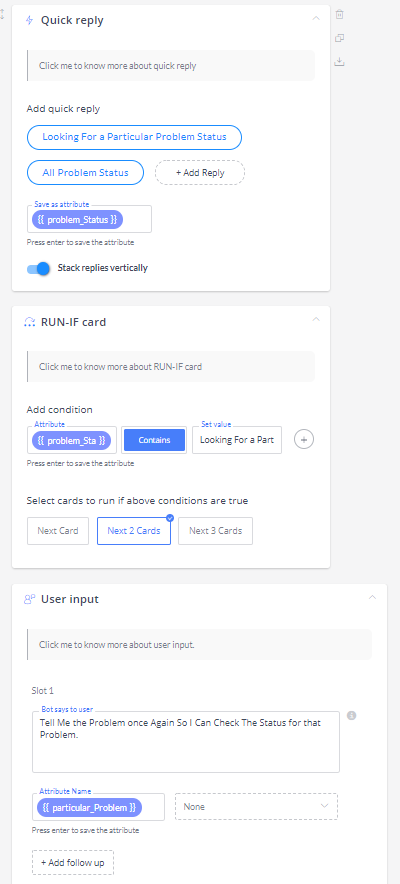 Quick reply
Click me to know more about quick reply
Add quick reply
Looking For a Particular Problem Status
All Problem Status
+ Add Reply
Save as attribute
{{ problem_Status }}
Press enter to save the attribute
Stack replies vertically
RUN-IF card
Click me to know more about RUN-IF card
Add condition
Attribute
Set value
{{ problem_Sta }}
Contains
Looking For a Part
Press enter to save the attribute
Select cards to run if above conditions are true
Next Card
Next 2 Cards
Next 3 Cards
User input
Click me to know more about user input.
Slot 1
Bot says to user
Tell Me the Problem once Again So I Can Check The Status for that
Problem.
Attribute Name
{{ particular_Problem }}
None
Press enter to save the attribute
+ Add follow up